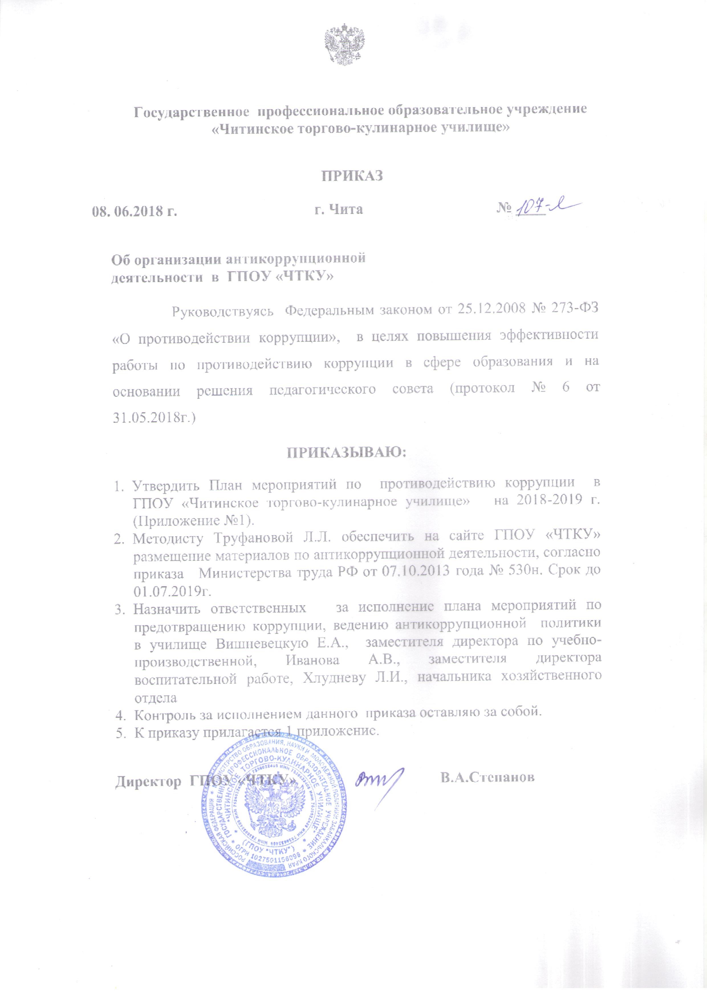 Государственное профессиональное образовательное учреждение
«Читинское торгово-кулинарное училище»
ПРИКАЗ
08. 06.2018 г. г. Чита № 107-л
Об организации антикоррупционной
деятельности в ГПОУ «ЧТКУ»
Руководствуясь Федеральным законом от 25.12.2008 № 273-ФЗ
«О противодействии коррупции», в целях повышения эффективности
работы по противодействию коррупции в сфере образования и на
основании решения педагогического совета (протокол № 6 от
31.05.2018г.)
ПРИКАЗЫВАЮ:
1. Утвердить План мероприятий по противодействию коррупции в
ГПОУ «Читинское торгово-кулинарное училище» на 2018-2019 г.
(Приложение №1).
2. Методисту Труфановой Л.Л. обеспечить на сайте ГПОУ «ЧТКУ»
размещение материалов по антикоррупционной деятельности, согласно
приказа Министерства труда РФ от 07.10.2013 года № 530н. Срок до
01.07.2019г.
3. Назначить ответственных за исполнение плана мероприятий по
предотвращению коррупции, ведению антикоррупционной политики
в училище Вишневецкую Е.А., заместителя директора по учебно-
производственной, Иванова А.В., заместителя директора
воспитательной работе, Хлудневу Л.И., начальника хозяйственного
отдела
4. Контроль за исполнением данного приказа оставляю за собой.
5. К приказу прилагается 1 приложение.
Директор ГПОУ «ЧТКУ» В.А.Степанов
РОССИЙСКАЯ ФЕДЕРАЦИЯ * МИНИСТЕРСТВО ОБРАЗОВАНИЯ, НАУКИ И МОЛОДЕЖНОЙ ПОЛИТИКИ ЗАБАЙКАЛЬСКОГО КРАЯ
* ГОСУДАРСТВЕННОЕ ПРОФЕССИОНАЛЬНОЕ ОБРАЗОВАТЕЛЬНОЕ УЧРЕЖДЕНИЕ *
* "ЧИТИНСКОЕ ТОРГОВО-КУЛИНАРНОЕ УЧИЛИЩЕ" *
(ГПОУ "ЧТКУ")
ОГРН 1027501156099